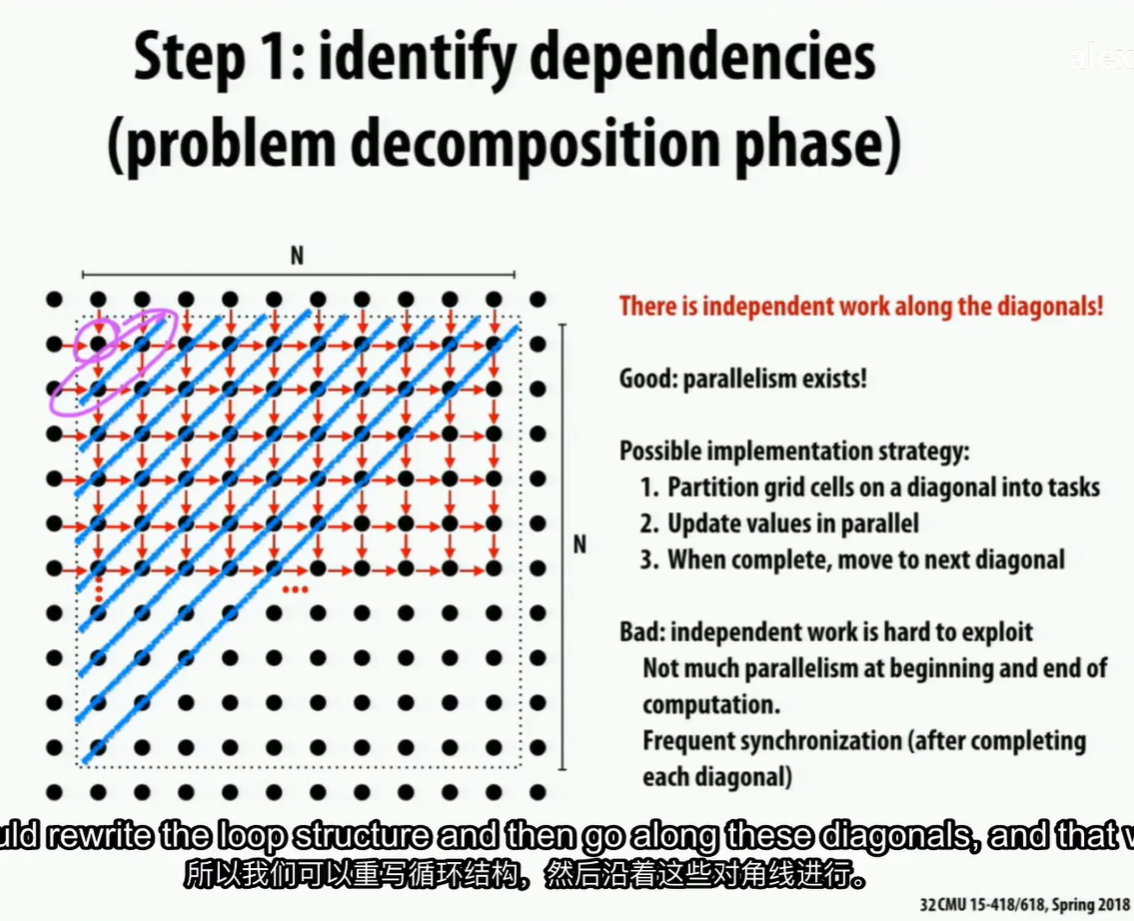 Step 1: identify dependencies
(problem decomposition phase)
alex
N
There is independent work along the diagonals!
Good: parallelism exists!
Possible implementation strategy:
1. Partition grid cells on a diagonal into tasks
2. Update values in parallel
3. When complete, move to next diagonal
N
Bad: independent work is hard to exploit
Not much parallelism at beginning and end of
computation.
Frequent synchronization (after completing
each diagonal)
uld rewrite the loop structure and then go along these diagonals, and that w
所以我们可以重写循环结构，然后沿着这些对角线进行。
32 CMU 15-418/618, Spring 2018